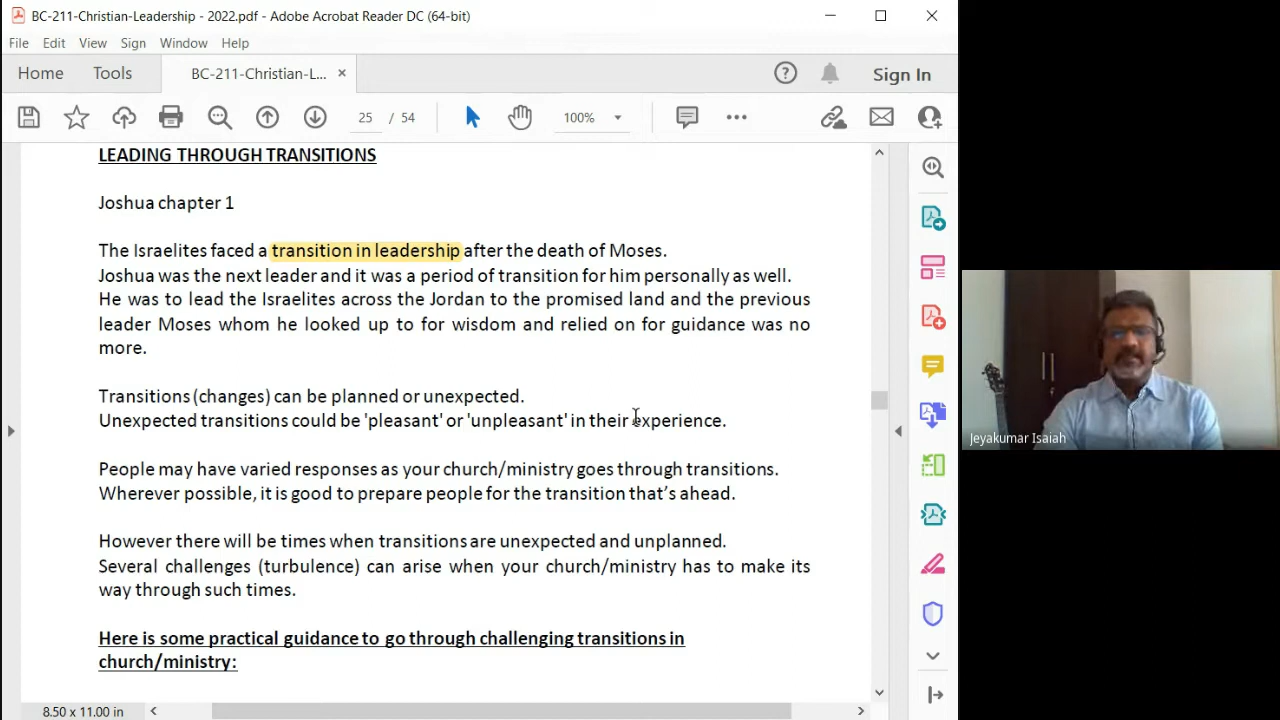 BC-211-Christian-Leadership - 2022.pdf - Adobe Acrobat Reader DC (64-bit)
File Edit View Sign Window Help
Home Tools BC-211-Christian-L... Sign In
25 / 54 100%
LEADING THROUGH TRANSITIONS
Joshua chapter 1
The Israelites faced a transition in leadership after the death of Moses.
Joshua was the next leader and it was a period of transition for him personally as well.
He was to lead the Israelites across the Jordan to the promised land and the previous
leader Moses whom he looked up to for wisdom and relied on for guidance was no
more.
Transitions (changes) can be planned or unexpected.
Unexpected transitions could be 'pleasant' or 'unpleasant' in their experience.
People may have varied responses as your church/ministry goes through transitions.
Wherever possible, it is good to prepare people for the transition that's ahead.
However there will be times when transitions are unexpected and unplanned.
Several challenges (turbulence) can arise when your church/ministry has to make its
way through such times.
Here is some practical guidance to go through challenging transitions in
church/ministry:
8.50 x 11.00 in
Jeyakumar Isaiah